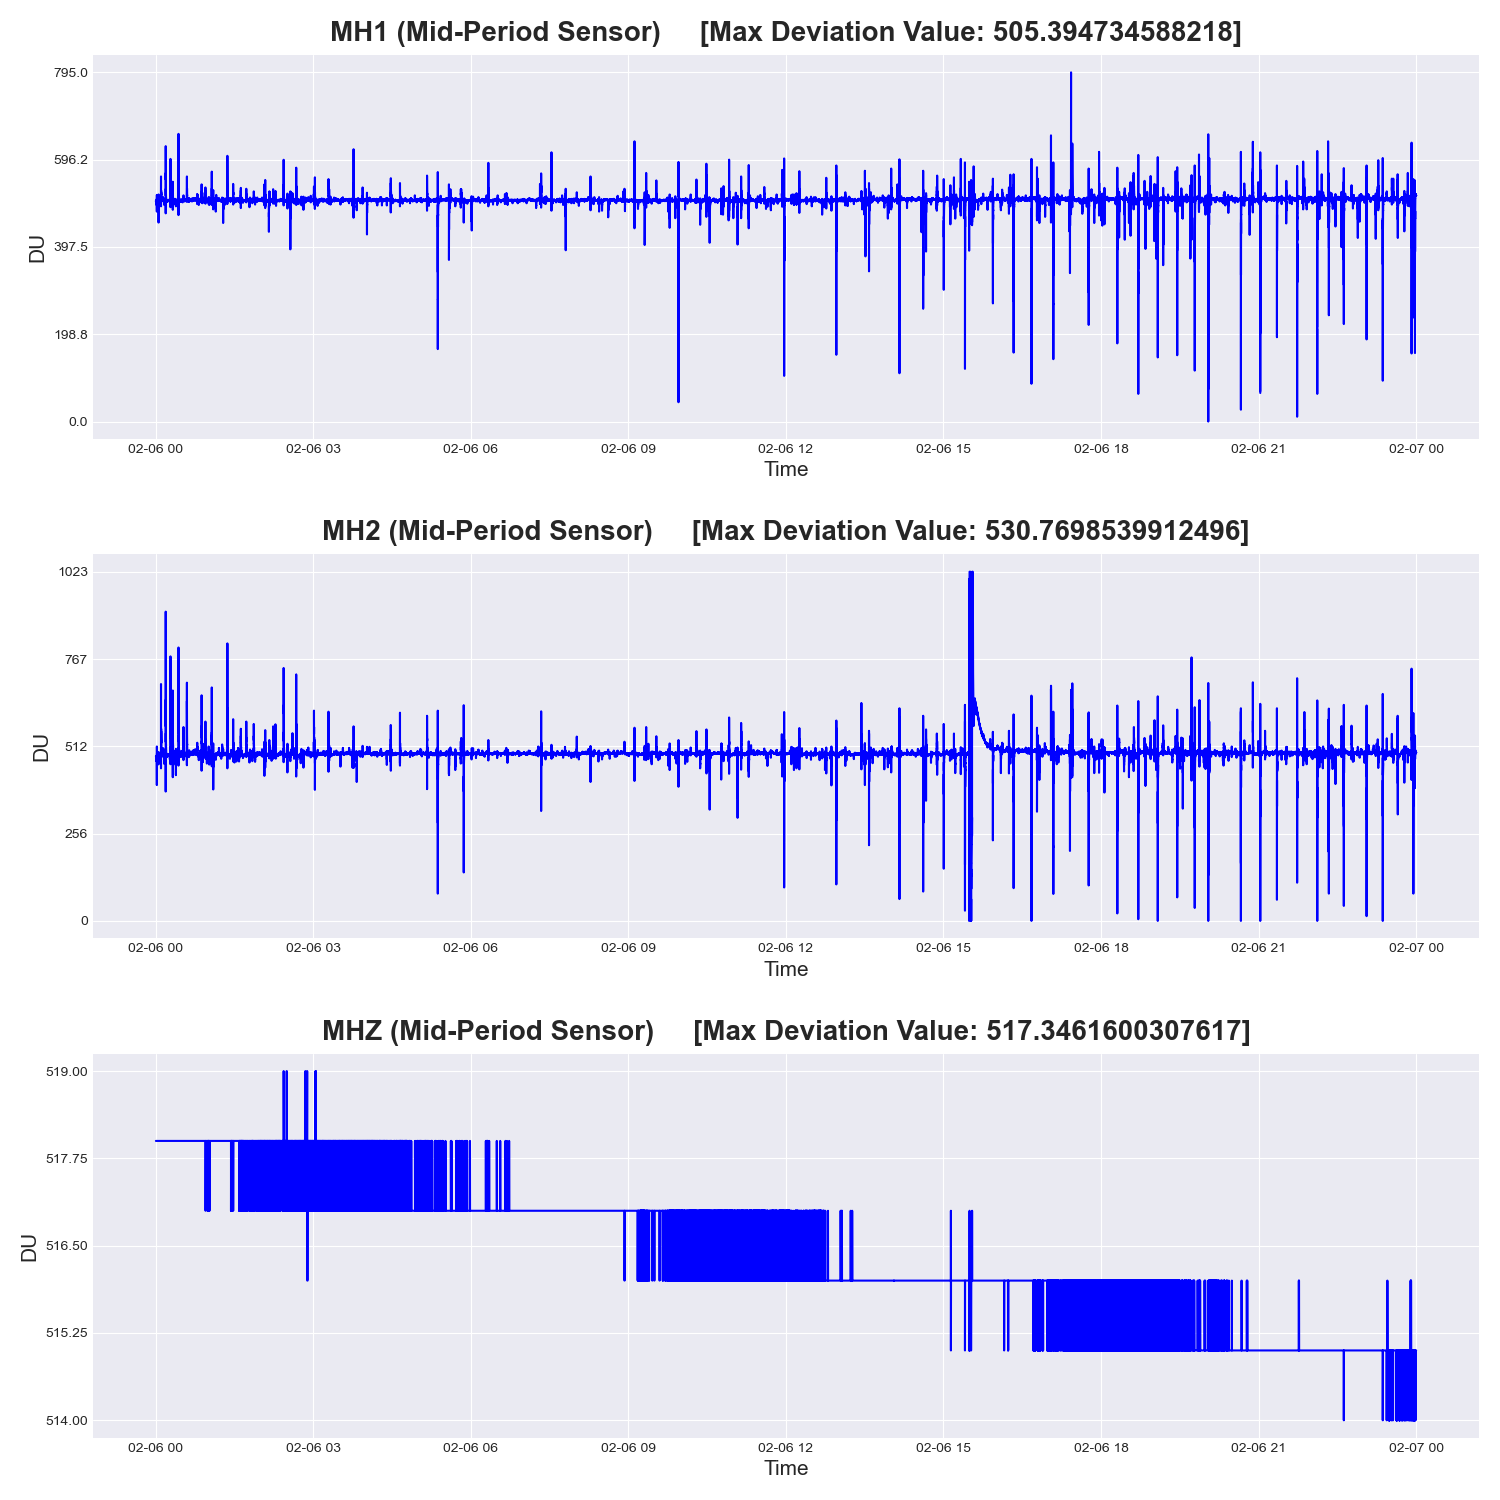 MH1 (Mid-Period Sensor) [Max Deviation Value: 505.394734588218]
795.0
596.2
397.5
198.8
0.0
DU
02-06 00 02-06 03 02-06 06 02-06 09 02-06 12 02-06 15 02-06 18 02-06 21 02-07 00
Time
MH2 (Mid-Period Sensor) [Max Deviation Value: 530.7698539912496]
1023
767
512
256
0
DU
02-06 00 02-06 03 02-06 06 02-06 09 02-06 12 02-06 15 02-06 18 02-06 21 02-07 00
Time
MHZ (Mid-Period Sensor) [Max Deviation Value: 517.3461600307617]
519.00
517.75
516.50
515.25
514.00
DU
02-06 00 02-06 03 02-06 06 02-06 09 02-06 12 02-06 15 02-06 18 02-06 21 02-07 00
Time